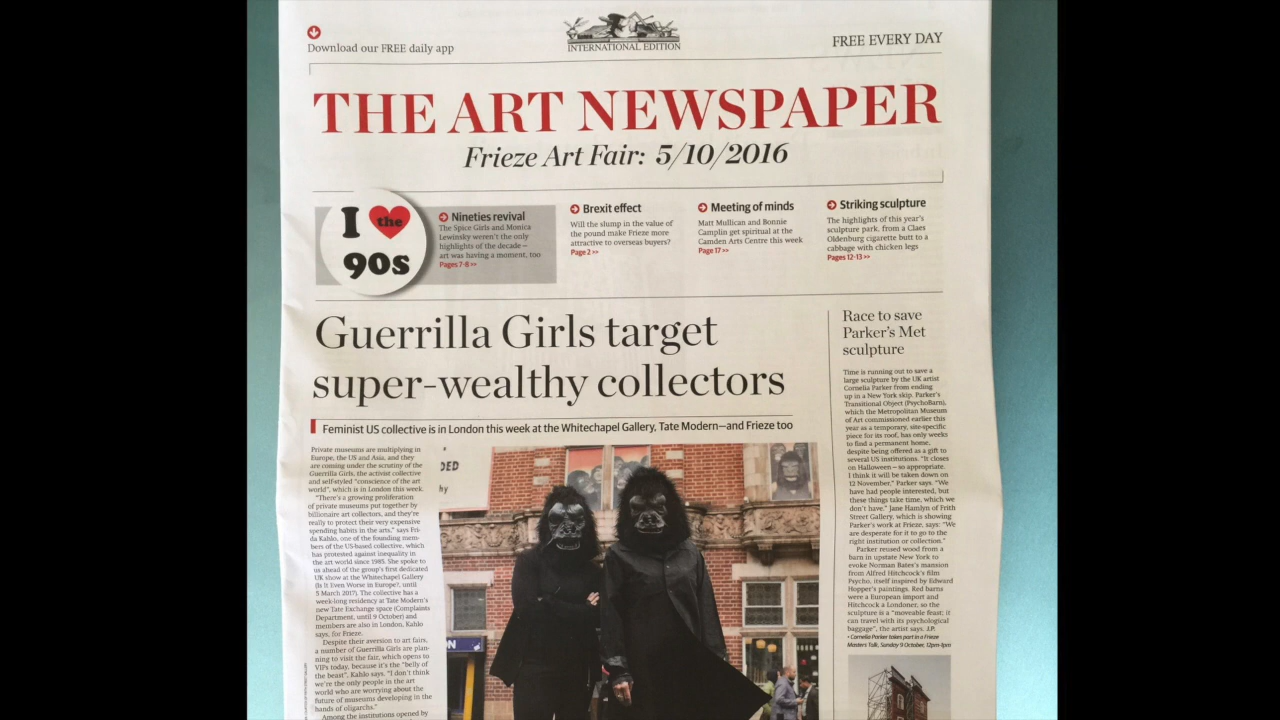 Download our FREE daily app
INTERNATIONAL EDITION
FREE EVERY DAY
THE ART NEWSPAPER
Frieze Art Fair: 5/10/2016
I the
90s
Nineties revival
The Spice Girls and Monica
Lewinsky weren't the only
highlights of the decade—
art was having a moment, too
Pages 7-8 >>
Brexit effect
Will the slump in the value of
the pound make Frieze more
attractive to overseas buyers?
Page 2 >>
Meeting of minds
Matt Mullican and Bonnie
Camplin get spiritual at the
Camden Arts Centre this week
Page 17 >>
Striking sculpture
The highlights of this year's
sculpture park, from a Claes
Oldenburg cigarette butt to a
cabbage with chicken legs
Pages 12-13 >>
Guerrilla Girls target
super-wealthy collectors
Feminist US collective is in London this week at the Whitechapel Gallery, Tate Modern—and Frieze too
Private museums are multiplying in
Europe, the US and Asia, and they
are coming under the scrutiny of the
Guerrilla Girls, the activist collective
and self-styled "conscience of the art
world", which is in London this week.
"There's a growing proliferation
of private museums put together by
billionaire art collectors, and they're
really to protect their very expensive
spending habits in the arts," says Fri-
da Kahlo, one of the founding mem-
bers of the US-based collective, which
has protested against inequality in
the art world since 1985. She spoke to
us ahead of the group's first dedicated
UK show at the Whitechapel Gallery
(Is It Even Worse in Europe?, until
5 March 2017). The collective has a
week-long residency at Tate Modern's
new Tate Exchange space (Complaints
Department, until 9 October) and
members are also in London, Kahlo
says, for Frieze.
Despite their aversion to art fairs,
a number of Guerrilla Girls are plan-
ning to visit the fair, which opens to
VIPs today, because it's the "belly of
the beast", Kahlo says. "I don't think
we're the only people in the art
world who are worrying about the
future of museums developing in the
hands of oligarchs."
Among the institutions opened by
DED
hy
N
Race to save
Parker's Met
sculpture
Time is running out to save a
large sculpture by the UK artist
Cornelia Parker from ending
up in a New York skip. Parker's
Transitional Object (PsychoBarn),
which the Metropolitan Museum
of Art commissioned earlier this
year as a temporary, site-specific
piece for its roof, has only weeks
to find a permanent home,
despite being offered as a gift to
several US institutions. "It closes
on Halloween—so appropriate.
I think it will be taken down on
12 November," Parker says. "We
have had people interested, but
these things take time, which we
don't have." Jane Hamlyn of Frith
Street Gallery, which is showing
Parker's work at Frieze, says: "We
are desperate for it to go to the
right institution or collection."
Parker reused wood from a
barn in upstate New York to
evoke Norman Bates's mansion
from Alfred Hitchcock's film
Psycho, itself inspired by Edward
Hopper's paintings. Red barns
were a European import and
Hitchcock a Londoner, so the
sculpture is a "moveable feast; it
can travel with its psychological
baggage", the artist says. J.P.
• Cornelia Parker takes part in a Frieze
Masters Talk, Sunday 9 October, 12pm-1pm